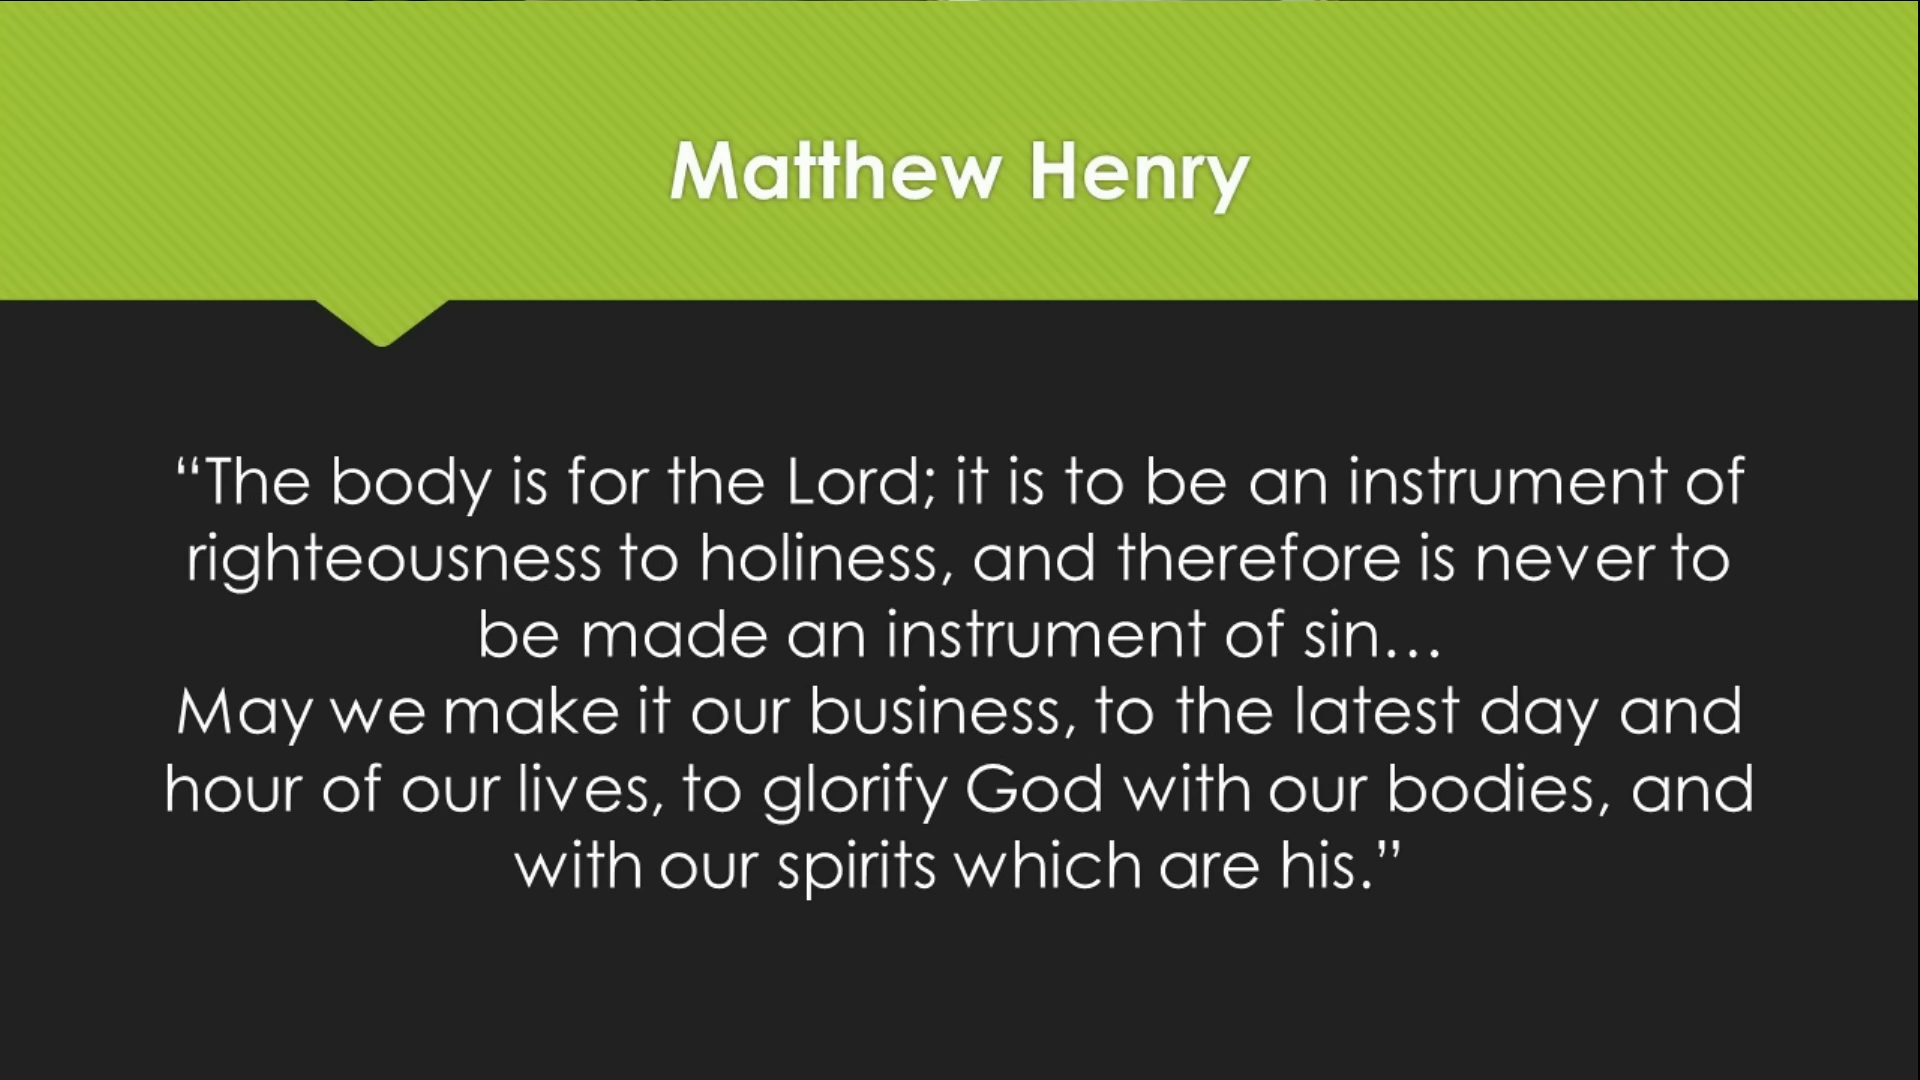 Matthew Henry
“The body is for the Lord; it is to be an instrument of
righteousness to holiness, and therefore is never to
be made an instrument of sin…
May we make it our business, to the latest day and
hour of our lives, to glorify God with our bodies, and
with our spirits which are his.”